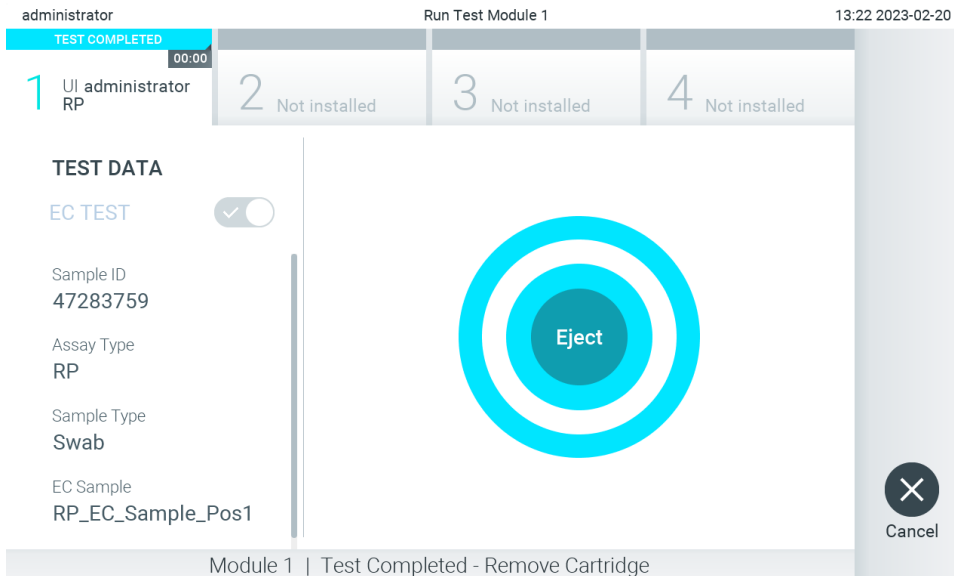 administrator
Run Test Module 1
13:22 2023-02-20
TEST COMPLETED
00:00
1
UI administrator
RP
2 Not installed
3 Not installed
4 Not installed
TEST DATA
EC TEST
Sample ID
47283759
Assay Type
RP
Sample Type
Swab
EC Sample
RP_EC_Sample_Pos1
Eject
Cancel
Module 1 | Test Completed - Remove Cartridge